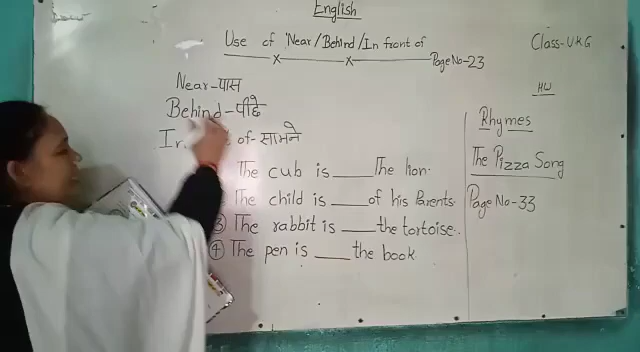 English
Use of Near/Behind/In front of
Page No-23
Class-UKG
Near-पास
Behind-पीछे
In of-सामने
The cub is ____ The lion.
The child is ____ of his Parents.
③ The rabbit is ____ the tortoise.
④ The pen is ____ the book
HW
Rhymes
The Pizza Song
Page No-33